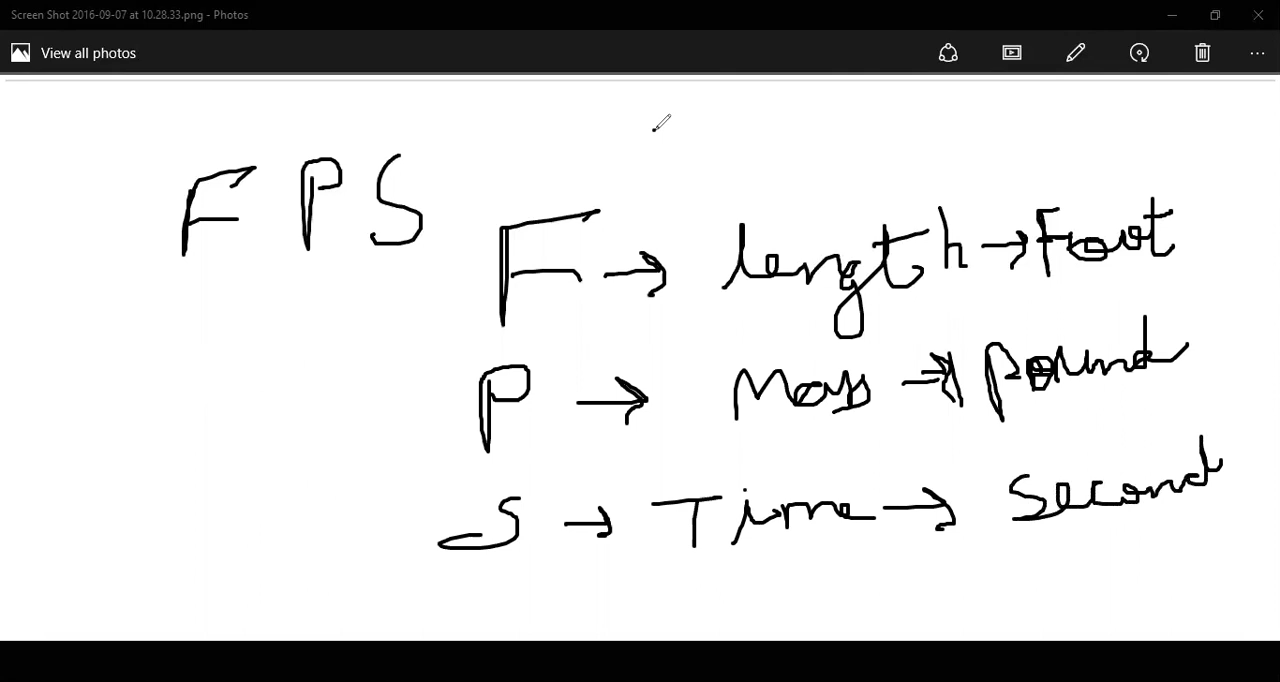 Screen Shot 2016-09-07 at 10.28.33.png - Photos
View all photos
F P S
F → length → Foot
P → Mass → pound
S → Time → Second